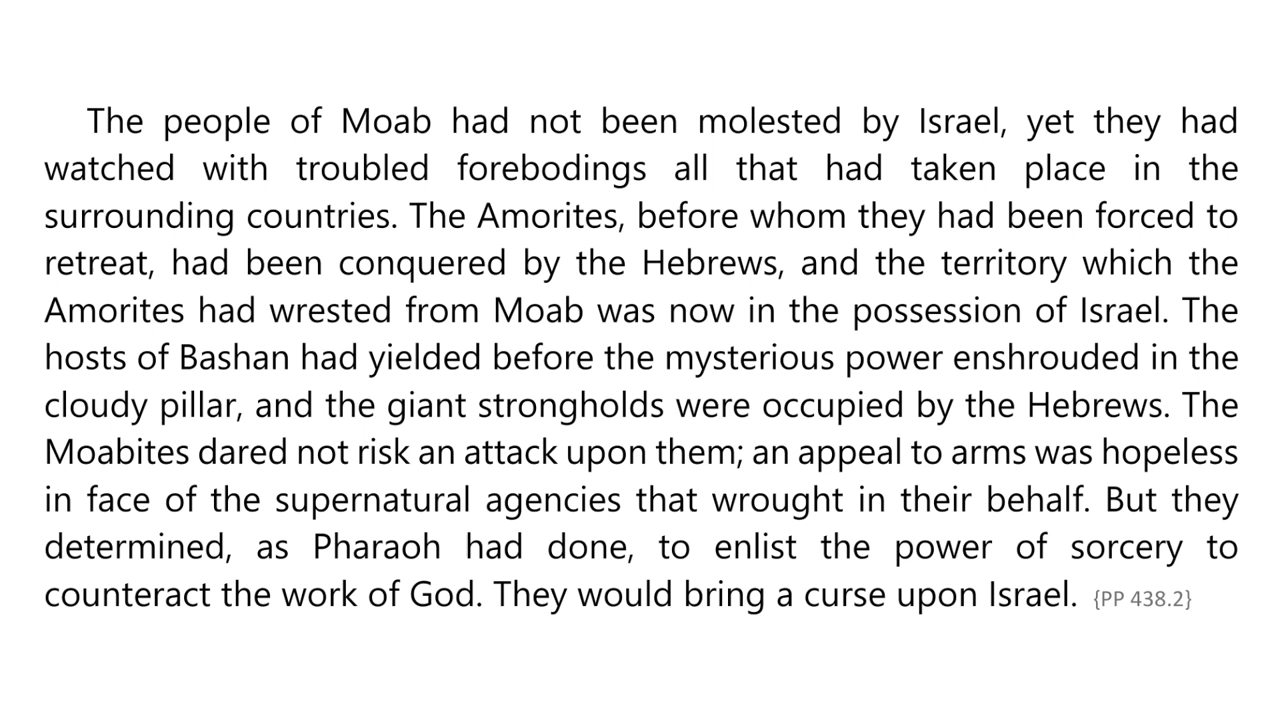 The people of Moab had not been molested by Israel, yet they had
watched with troubled forebodings all that had taken place in the
surrounding countries. The Amorites, before whom they had been forced to
retreat, had been conquered by the Hebrews, and the territory which the
Amorites had wrested from Moab was now in the possession of Israel. The
hosts of Bashan had yielded before the mysterious power enshrouded in the
cloudy pillar, and the giant strongholds were occupied by the Hebrews. The
Moabites dared not risk an attack upon them; an appeal to arms was hopeless
in face of the supernatural agencies that wrought in their behalf. But they
determined, as Pharaoh had done, to enlist the power of sorcery to
counteract the work of God. They would bring a curse upon Israel. {PP 438.2}